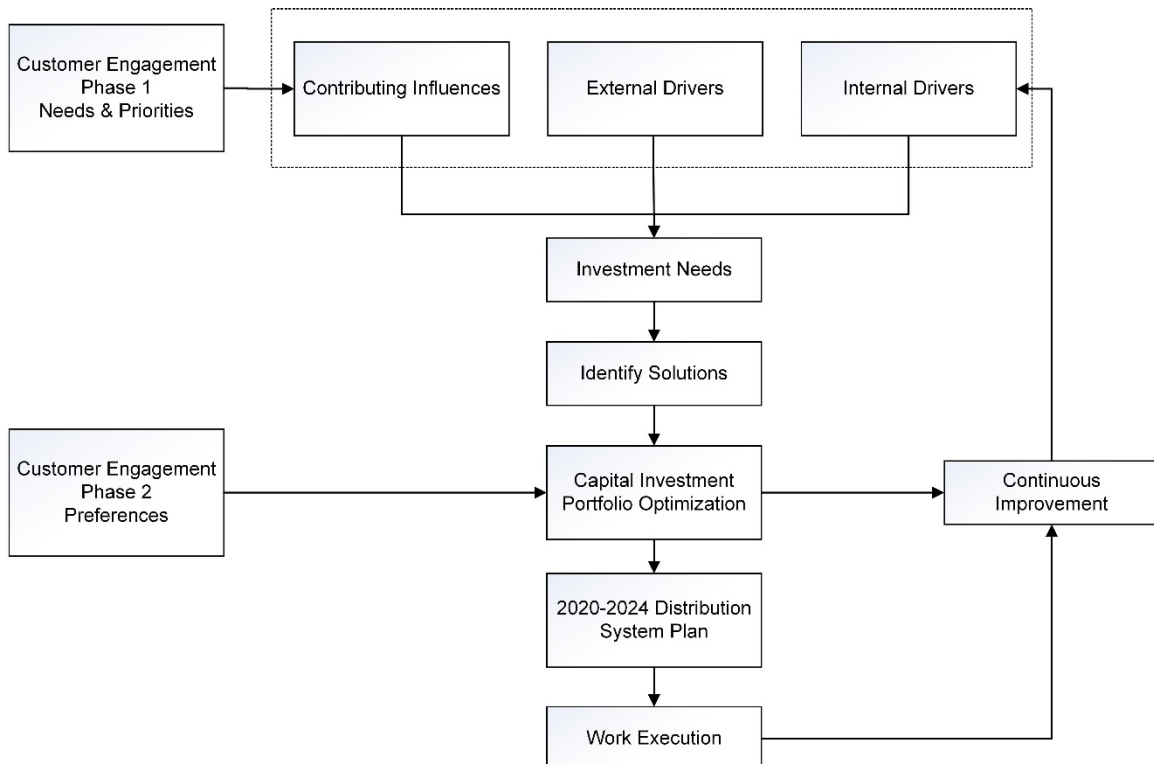 Customer Engagement
Phase 1
Needs & Priorities
Contributing Influences
External Drivers
Internal Drivers
Investment Needs
Identify Solutions
Customer Engagement
Phase 2
Preferences
Capital Investment
Portfolio Optimization
Continuous
Improvement
2020-2024 Distribution
System Plan
Work Execution